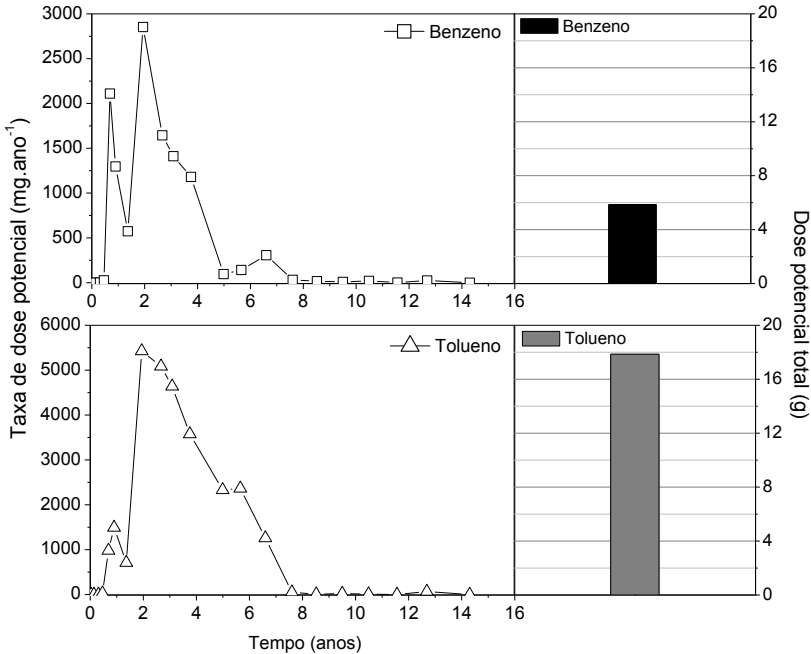 Taxa de dose potencial (mg.ano⁻¹)
3000
2500
2000
1500
1000
500
0
Benzeno
0 2 4 6 8 10 12 14 16
Benzeno
20
16
12
8
4
0
6000
5000
4000
3000
2000
1000
0
Tolueno
0 2 4 6 8 10 12 14 16
Tempo (anos)
Tolueno
20
16
12
8
4
0
Dose potencial total (g)